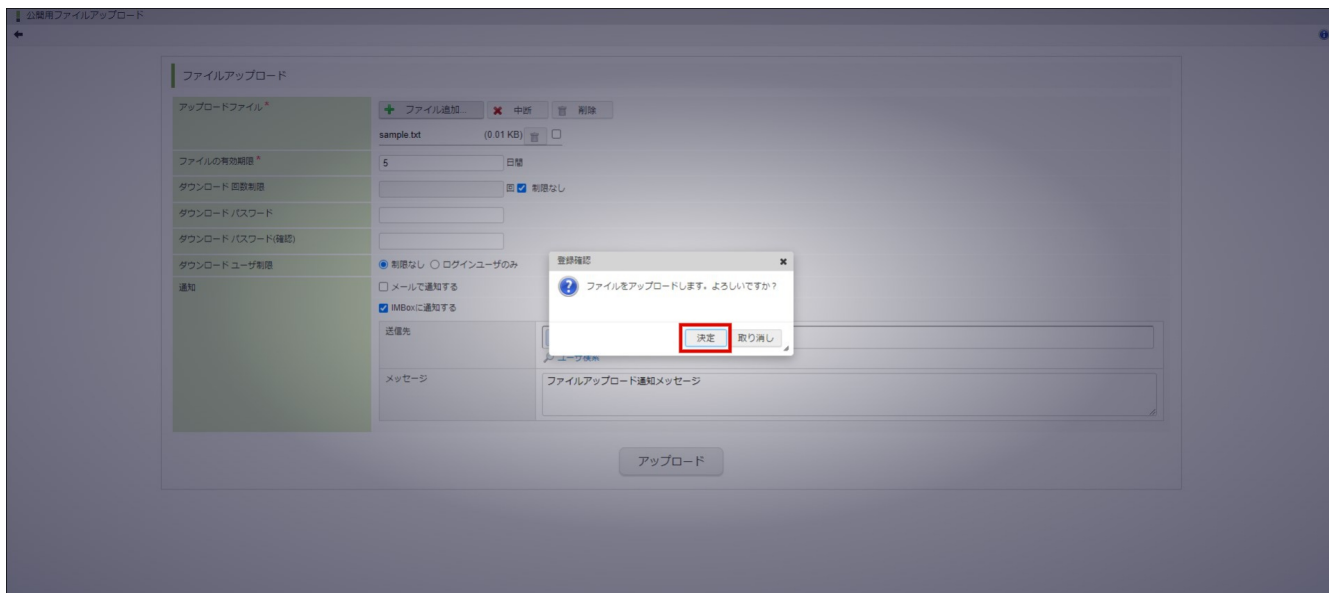 公開用ファイルアップロード
ファイルアップロード
アップロードファイル *
ファイル追加... 中断 削除
sample.txt (0.01 KB)
ファイルの有効期限 * 5 日間
ダウンロード 回数制限 回 制限なし
ダウンロード パスワード
ダウンロード パスワード(確認)
ダウンロード ユーザ制限 制限なし ログインユーザのみ
通知 メールで通知する
IMBoxに通知する
送信先
ユーザ検索
メッセージ ファイルアップロード通知メッセージ
アップロード
登録確認
ファイルをアップロードします。よろしいですか?
決定 取り消し